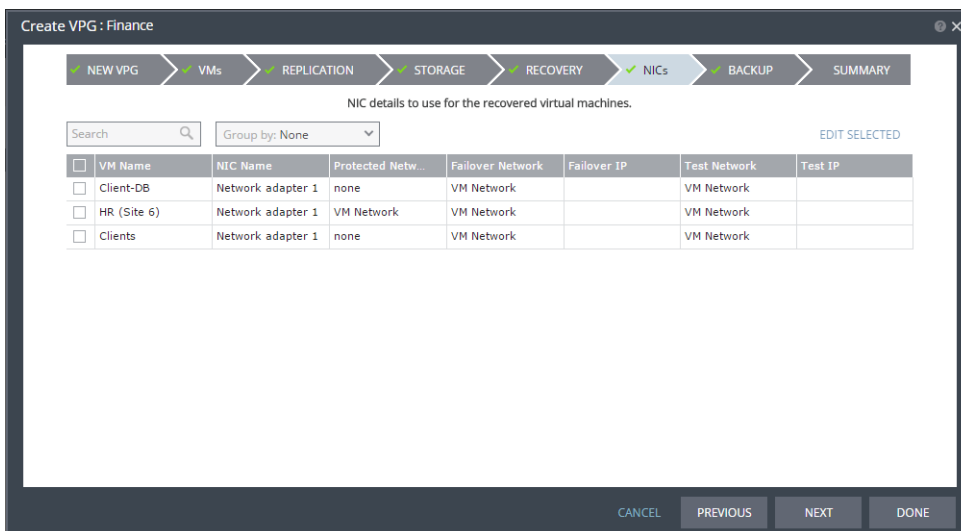 Create VPG : Finance
NEW VPG VMs REPLICATION STORAGE RECOVERY NICs BACKUP SUMMARY
NIC details to use for the recovered virtual machines.
Search Group by: None EDIT SELECTED
VM Name NIC Name Protected Netw... Failover Network Failover IP Test Network Test IP
Client-DB Network adapter 1 none VM Network VM Network
HR (Site 6) Network adapter 1 VM Network VM Network VM Network
Clients Network adapter 1 none VM Network VM Network
CANCEL PREVIOUS NEXT DONE